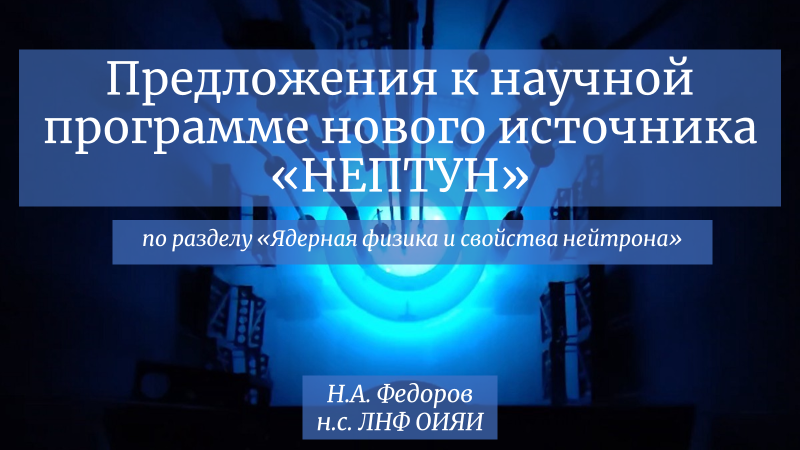 Предложения к научной
программе нового источника
«НЕПТУН»
по разделу «Ядерная физика и свойства нейтрона»
Н.А. Федоров
н.с. ЛНФ ОИЯИ